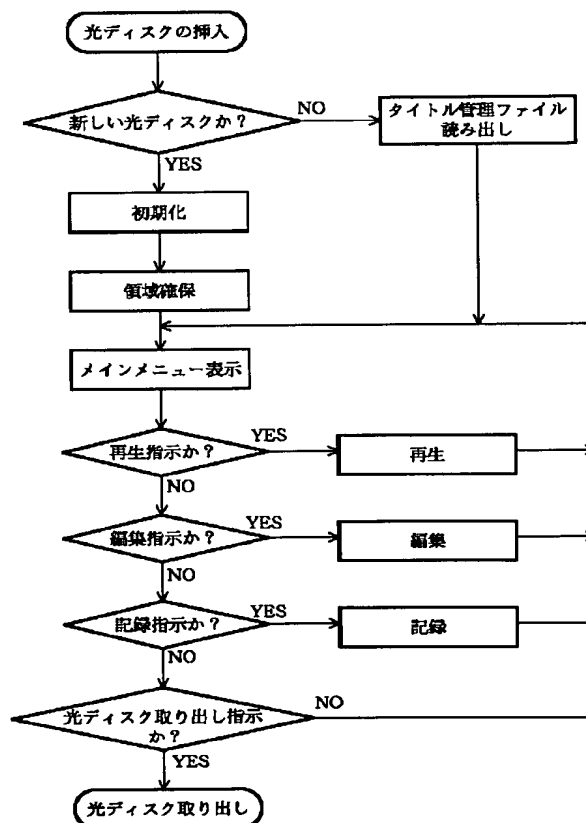 光ディスクの挿入
新しい光ディスクか？
NO
タイトル管理ファイル
読み出し
YES
初期化
領域確保
メインメニュー表示
再生指示か？
YES
再生
NO
編集指示か？
YES
編集
NO
記録指示か？
YES
記録
NO
光ディスク取り出し指示
か？
NO
YES
光ディスク取り出し